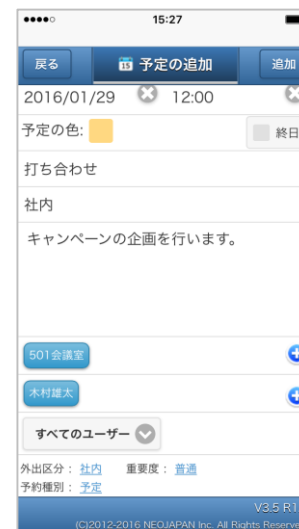 15:27
戻る 予定の追加 追加
2016/01/29 12:00
予定の色: 終日
打ち合わせ
社内
キャンペーンの企画を行います。
501会議室
木村雄太
すべてのユーザー
外出区分： 社内 重要度： 普通
予約種別： 予定
V3.5 R1
(C)2012-2016 NEOJAPAN Inc. All Rights Reserve